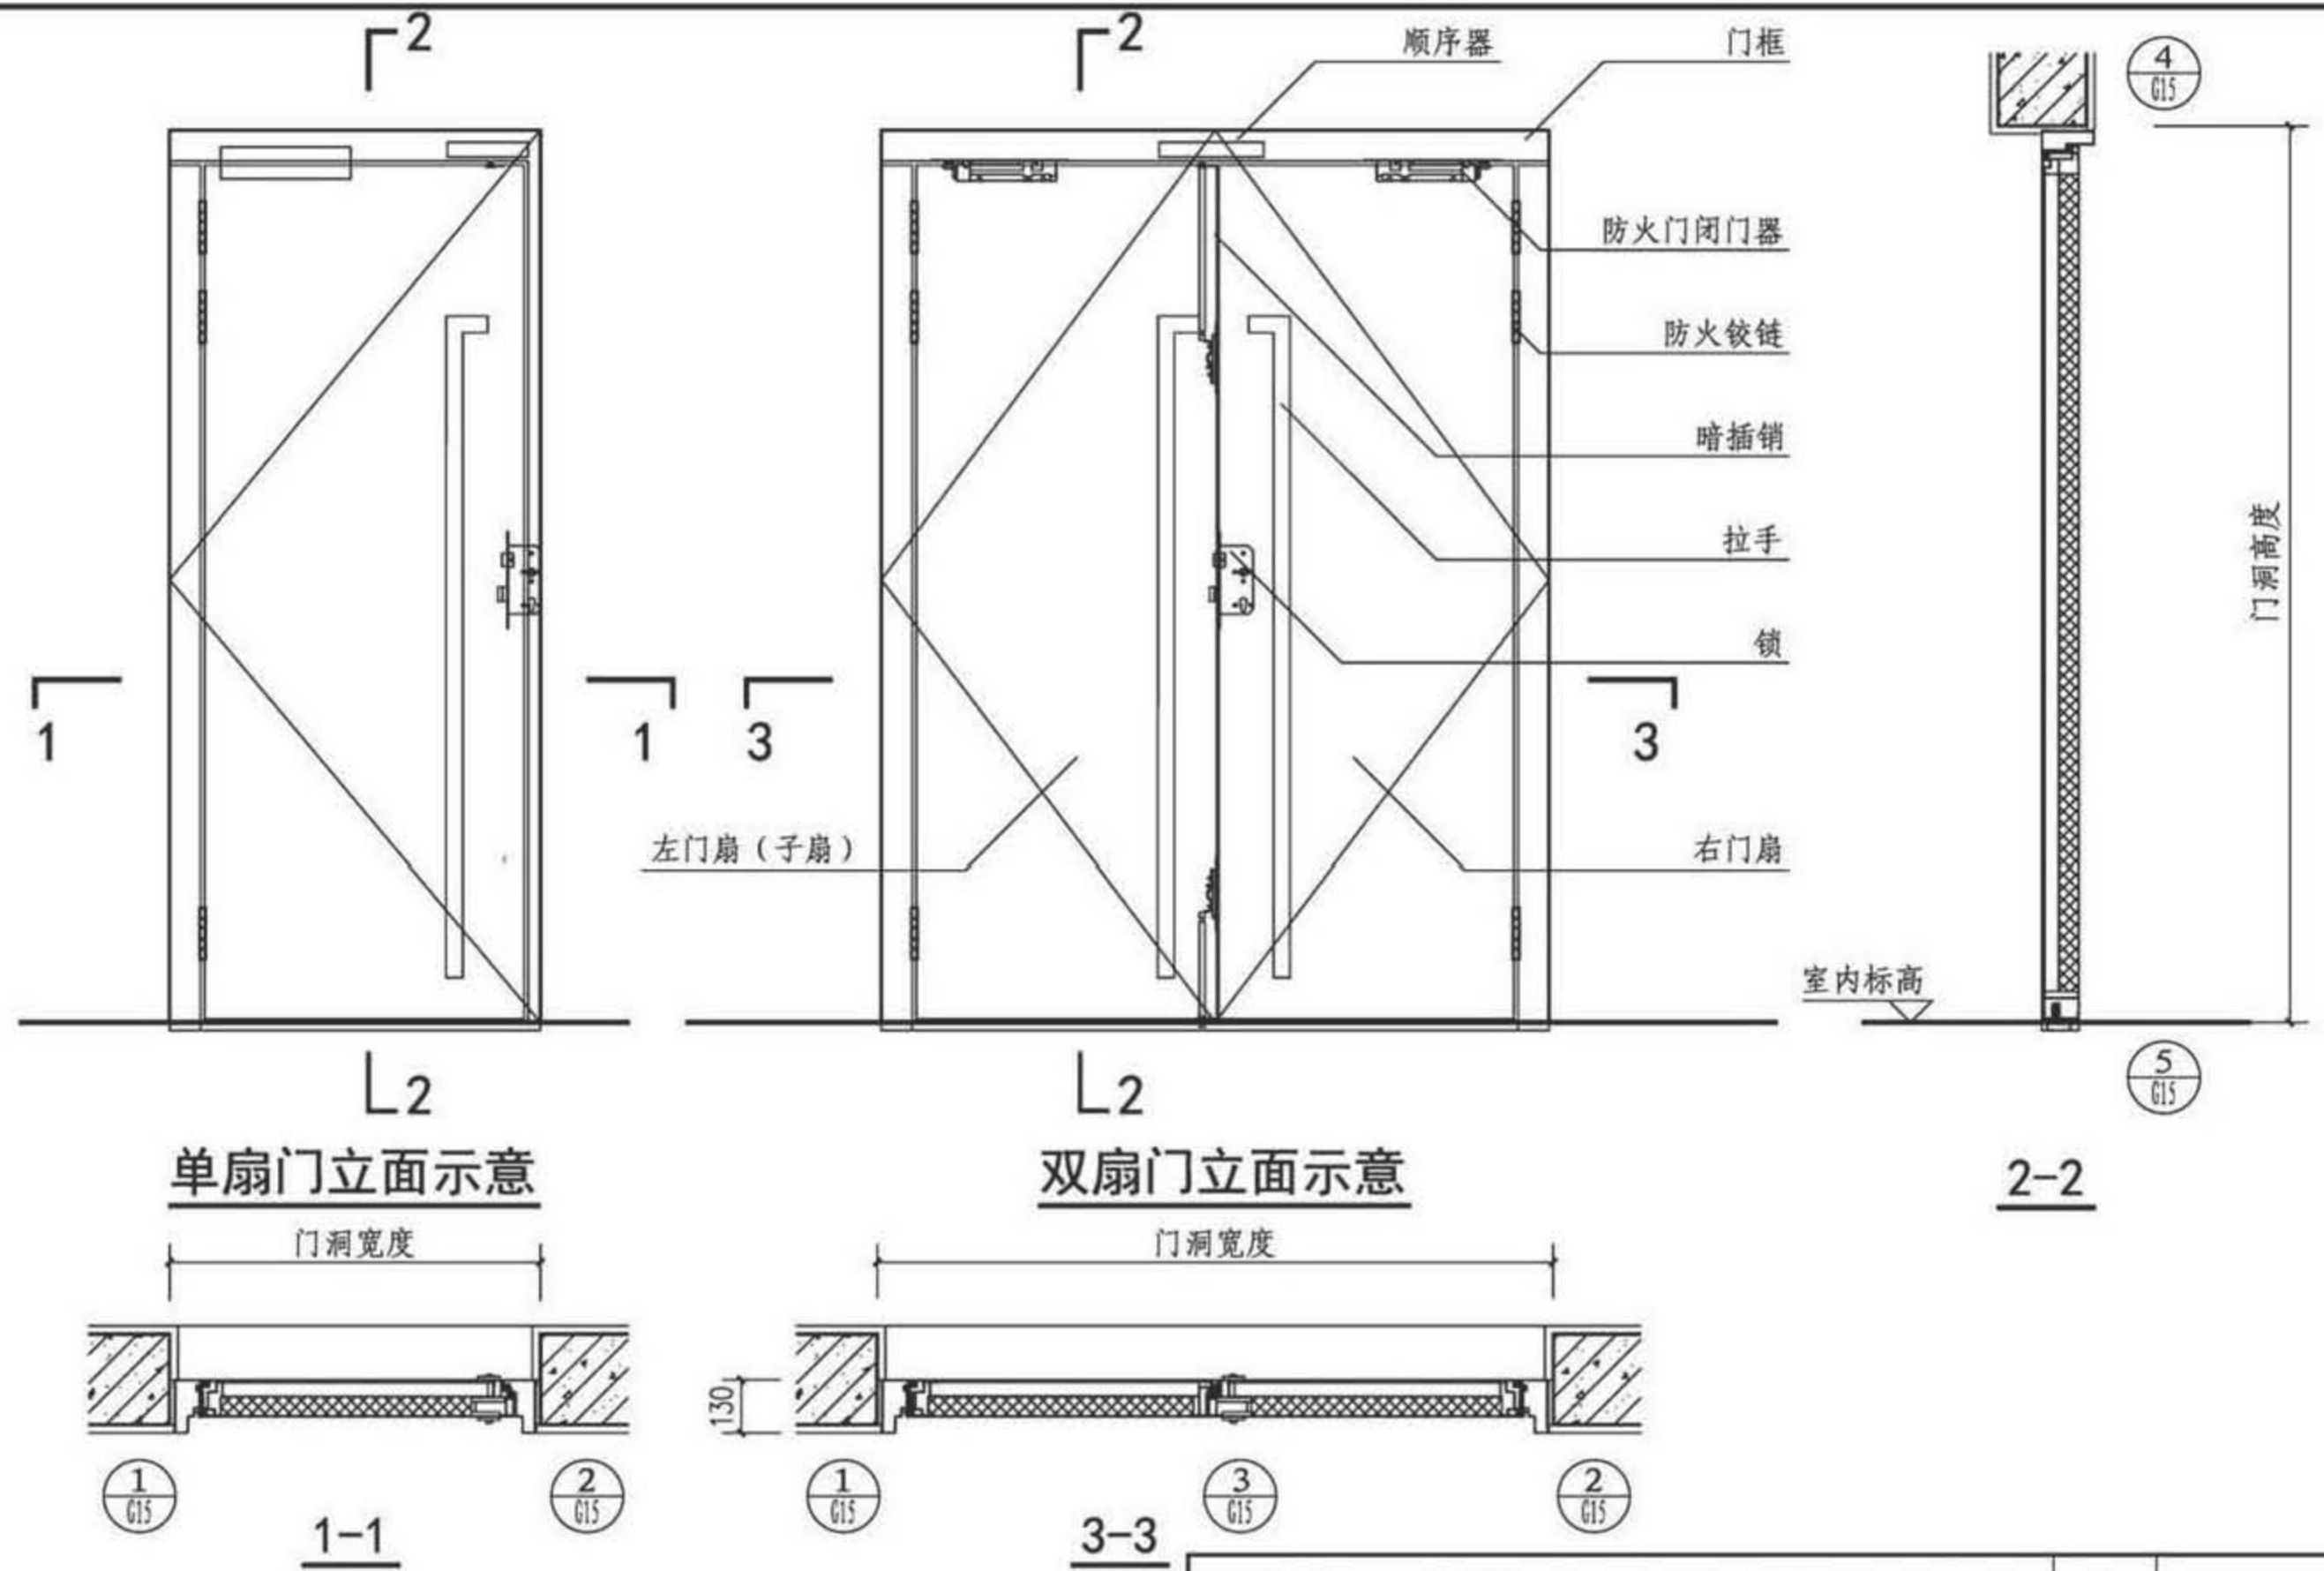 2
2
顺序器
门框
4
G15
防火门闭门器
防火铰链
暗插销
拉手
门洞高度
锁
1
1
3
3
左门扇（子扇）
右门扇
室内标高
2
2
5
G15
单扇门立面示意
双扇门立面示意
2-2
门洞宽度
门洞宽度
130
1
G15
2
G15
1
G15
3
G15
2
G15
1-1
3-3